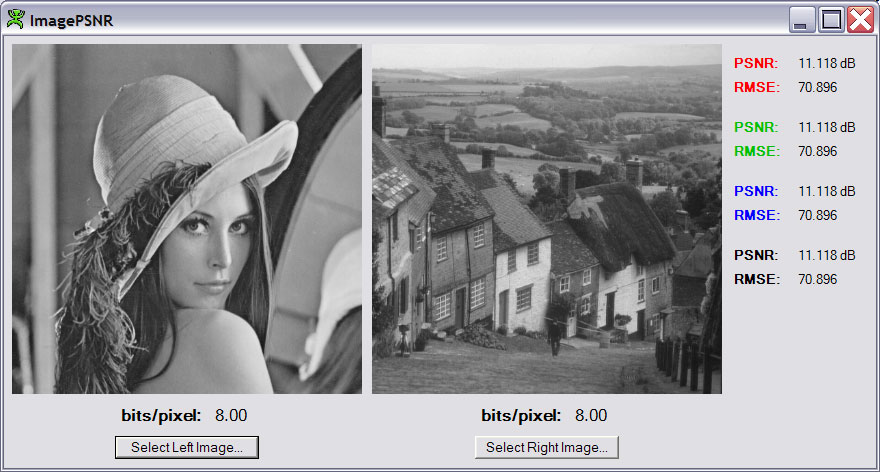 ImagePSNR
PSNR: 11.118 dB
RMSE: 70.896
PSNR: 11.118 dB
RMSE: 70.896
PSNR: 11.118 dB
RMSE: 70.896
PSNR: 11.118 dB
RMSE: 70.896
bits/pixel: 8.00
bits/pixel: 8.00
Select Left Image...
Select Right Image...